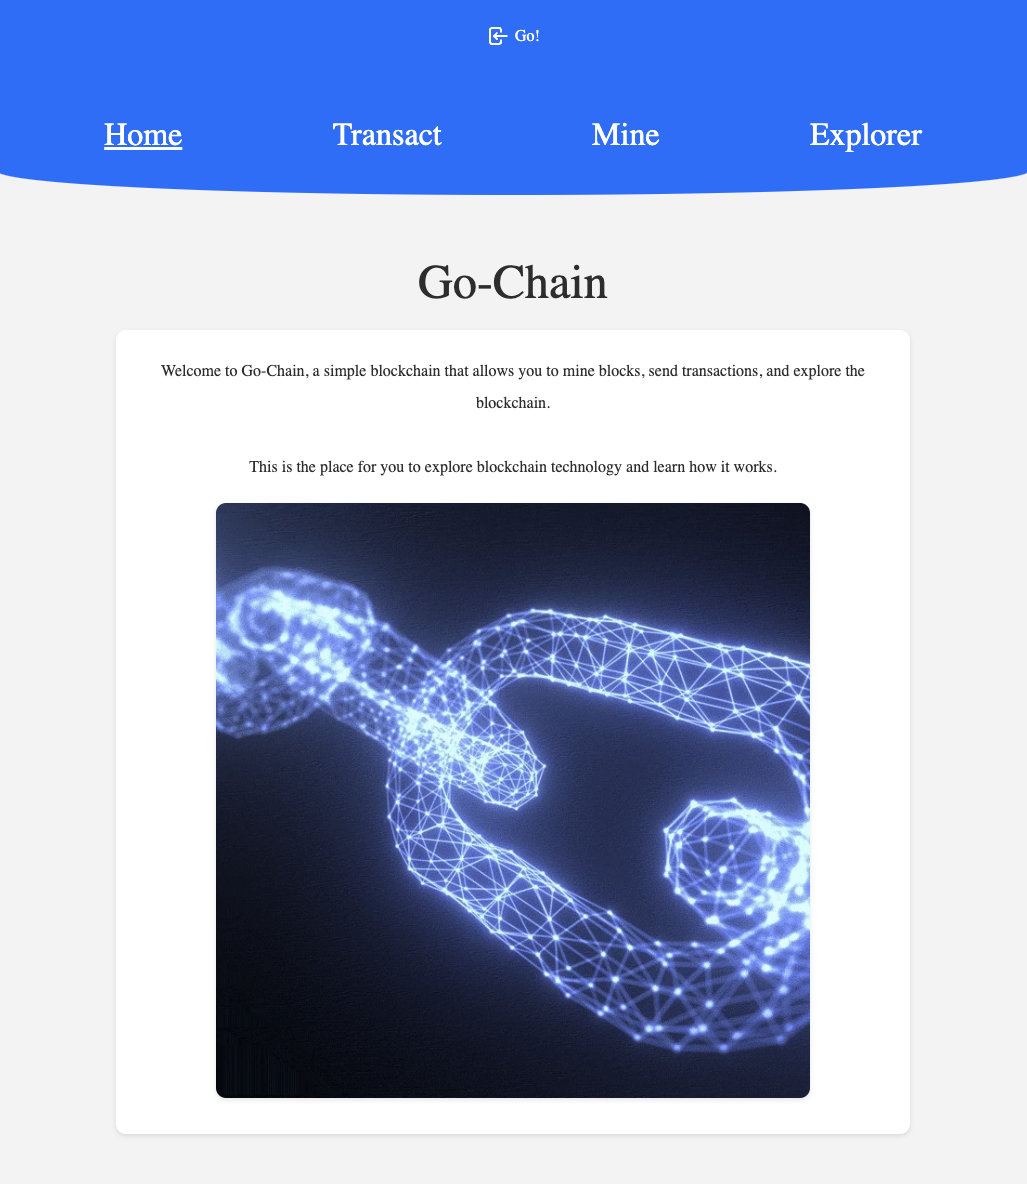 Go!
Home Transact Mine Explorer
Go-Chain
Welcome to Go-Chain, a simple blockchain that allows you to mine blocks, send transactions, and explore the
blockchain.
This is the place for you to explore blockchain technology and learn how it works.